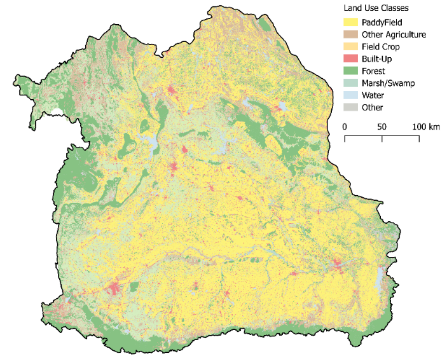 Land Use Classes
PaddyField
Other Agriculture
Field Crop
Built-Up
Forest
Marsh/Swamp
Water
Other
0 50 100 km